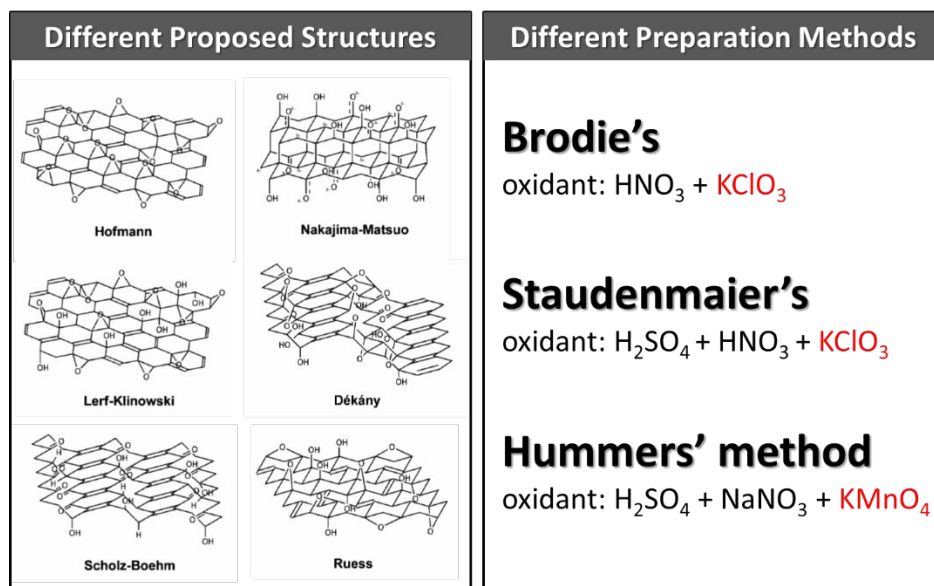 Different Proposed Structures
Hofmann
Nakajima-Matsuo
Lerf-Klinowski
Dékány
Scholz-Boehm
Ruess
Different Preparation Methods
Brodie’s
oxidant: HNO₃ + KClO₃
Staudenmaier’s
oxidant: H₂SO₄ + HNO₃ + KClO₃
Hummers’ method
oxidant: H₂SO₄ + NaNO₃ + KMnO₄